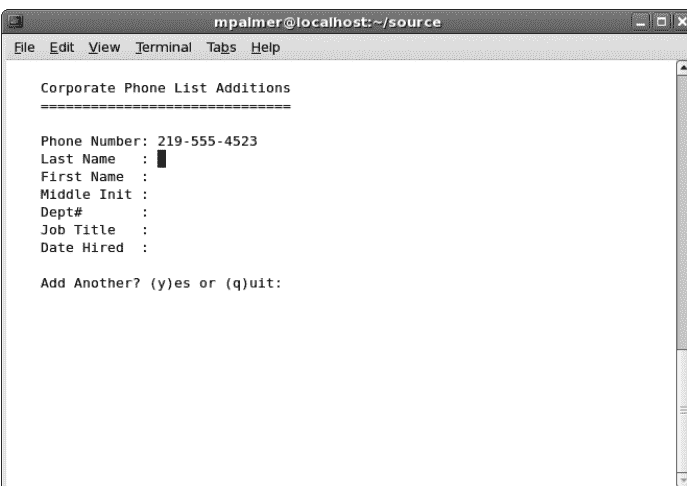 mpalmer@localhost:~/source
File Edit View Terminal Tabs Help
Corporate Phone List Additions
==============================
Phone Number: 219-555-4523
Last Name   :
First Name  :
Middle Init :
Dept#       :
Job Title   :
Date Hired  :
Add Another? (y)es or (q)uit: